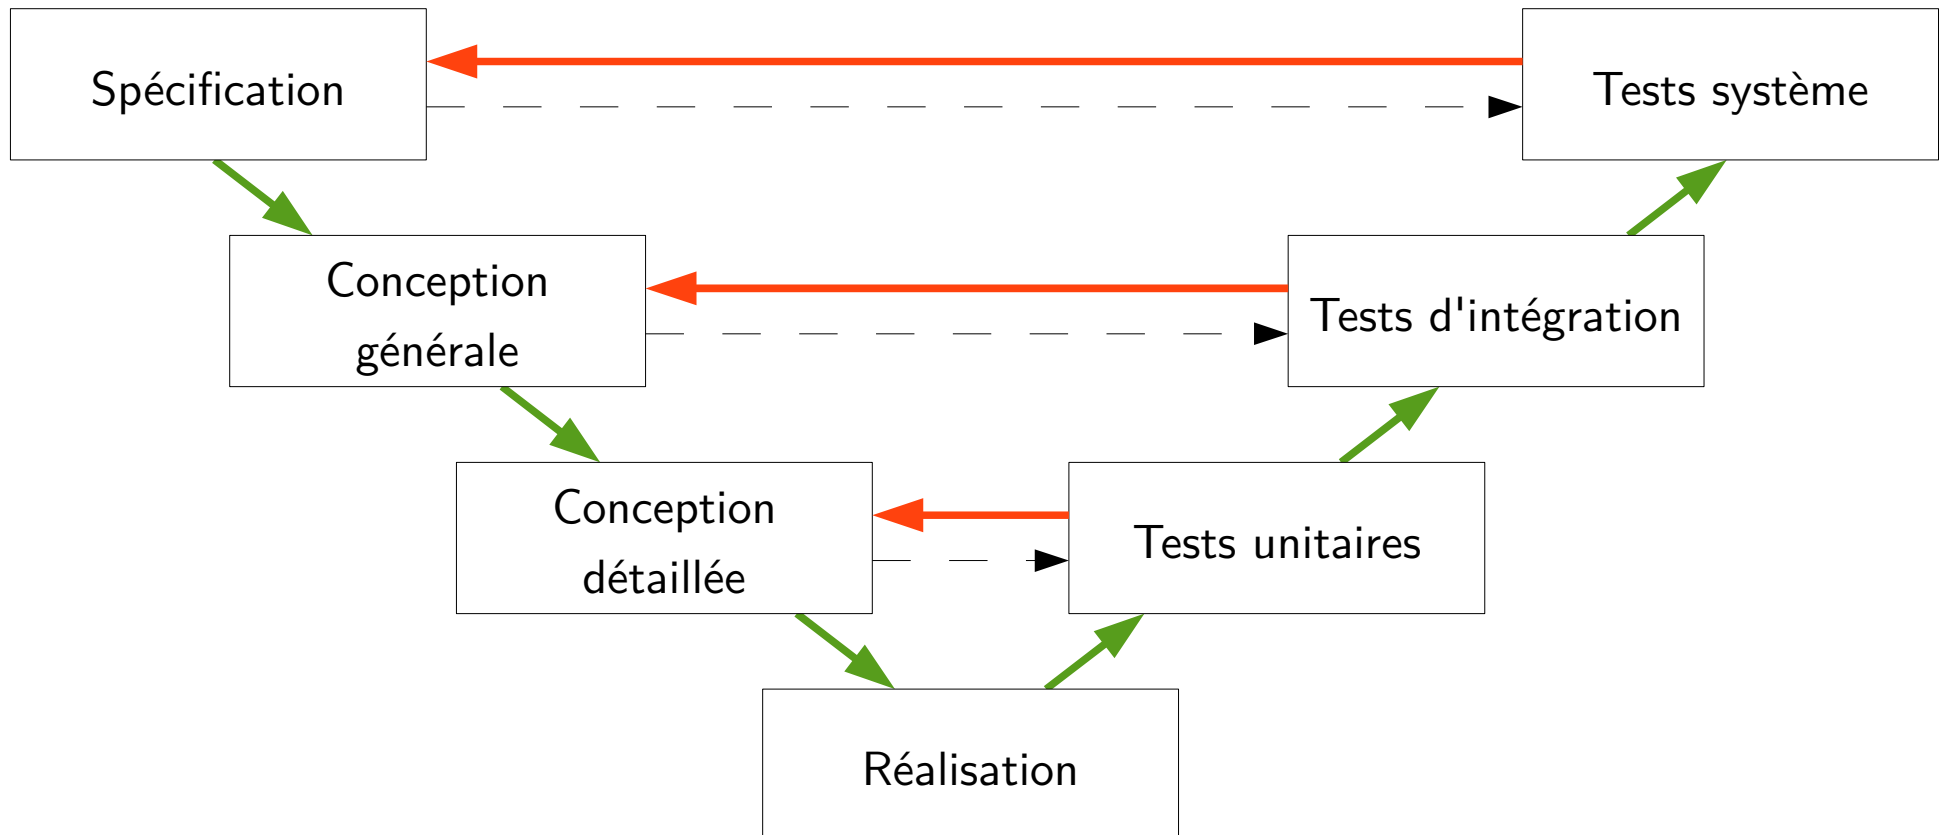 Spécification
Tests système
Conception
générale
Tests d'intégration
Conception
détaillée
Tests unitaires
Réalisation